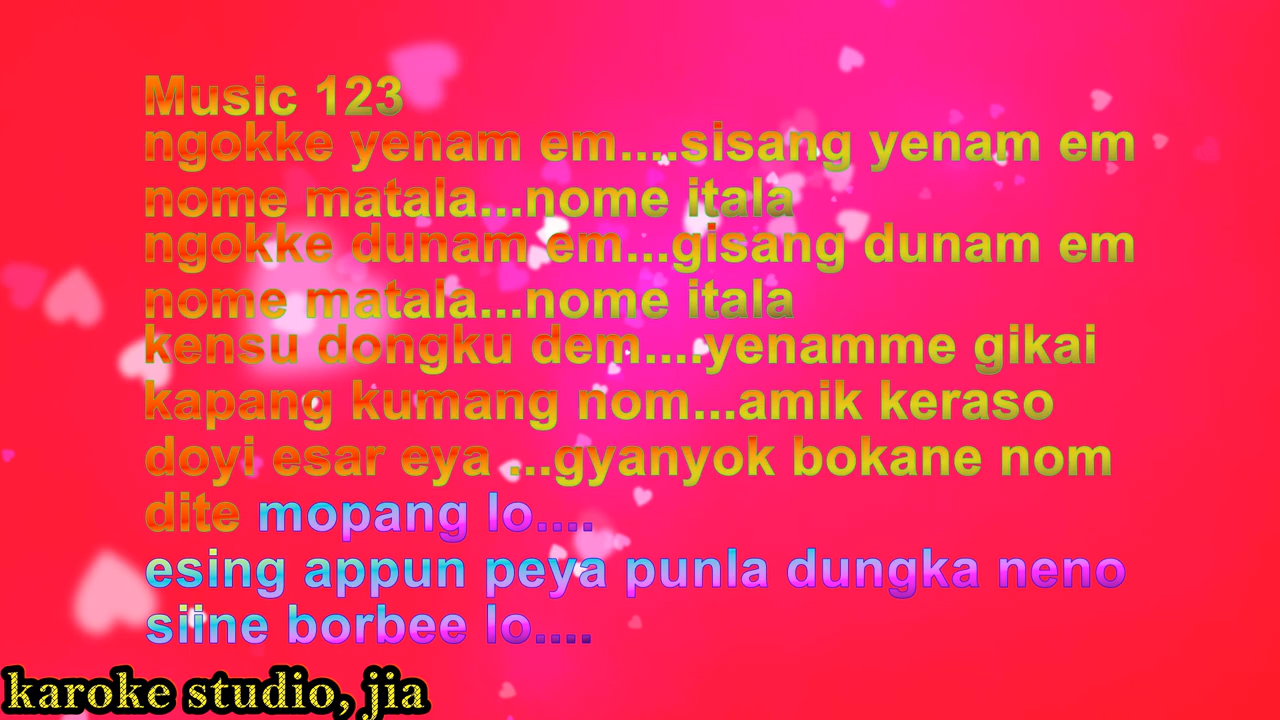 Music 123
ngokke yenam em....sisang yenam em
nome matala...nome itala
ngokke dunam em...gisang dunam em
nome matala...nome itala
kensu dongku dem....yenamme gikai
kapang kumang nom...amik keraso
doyi esar eya ...gyanyok bokane nom
dite mopang lo....
esing appun peya punla dungka neno
siine borbee lo....
karoke studio, jia